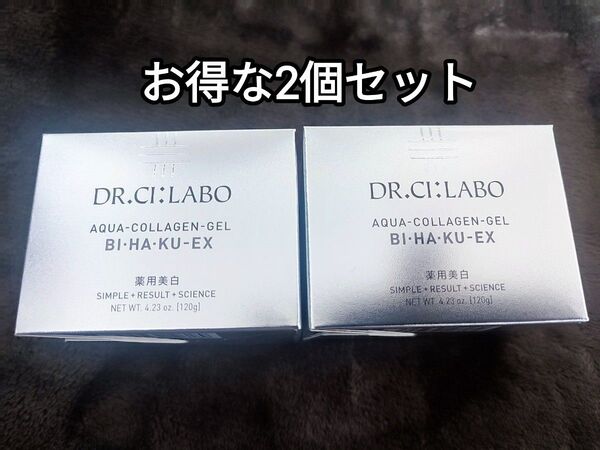 お得な2個セット
DR.CI:LABO
AQUA-COLLAGEN-GEL
BI・HA・KU-EX
薬用美白
SIMPLE+RESULT+SCIENCE
NET WT. 4.23 oz. [120g]
DR.CI:LABO
AQUA-COLLAGEN-GEL
BI・HA・KU-EX
薬用美白
SIMPLE+RESULT+SCIENCE
NET WT. 4.23 oz. [120g]